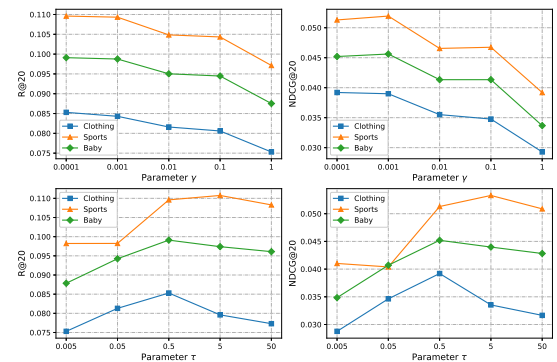 0.110
0.105
0.100
0.095
0.090
0.085
0.080
0.075
R@20
Clothing
Sports
Baby
0.0001 0.001 0.01 0.1 1
Parameter γ
0.050
0.045
0.040
0.035
0.030
NDCG@20
Clothing
Sports
Baby
0.0001 0.001 0.01 0.1 1
Parameter γ
0.110
0.105
0.100
0.095
0.090
0.085
0.080
0.075
R@20
Clothing
Sports
Baby
0.005 0.05 0.5 5 50
Parameter τ
0.050
0.045
0.040
0.035
0.030
NDCG@20
Clothing
Sports
Baby
0.005 0.05 0.5 5 50
Parameter τ